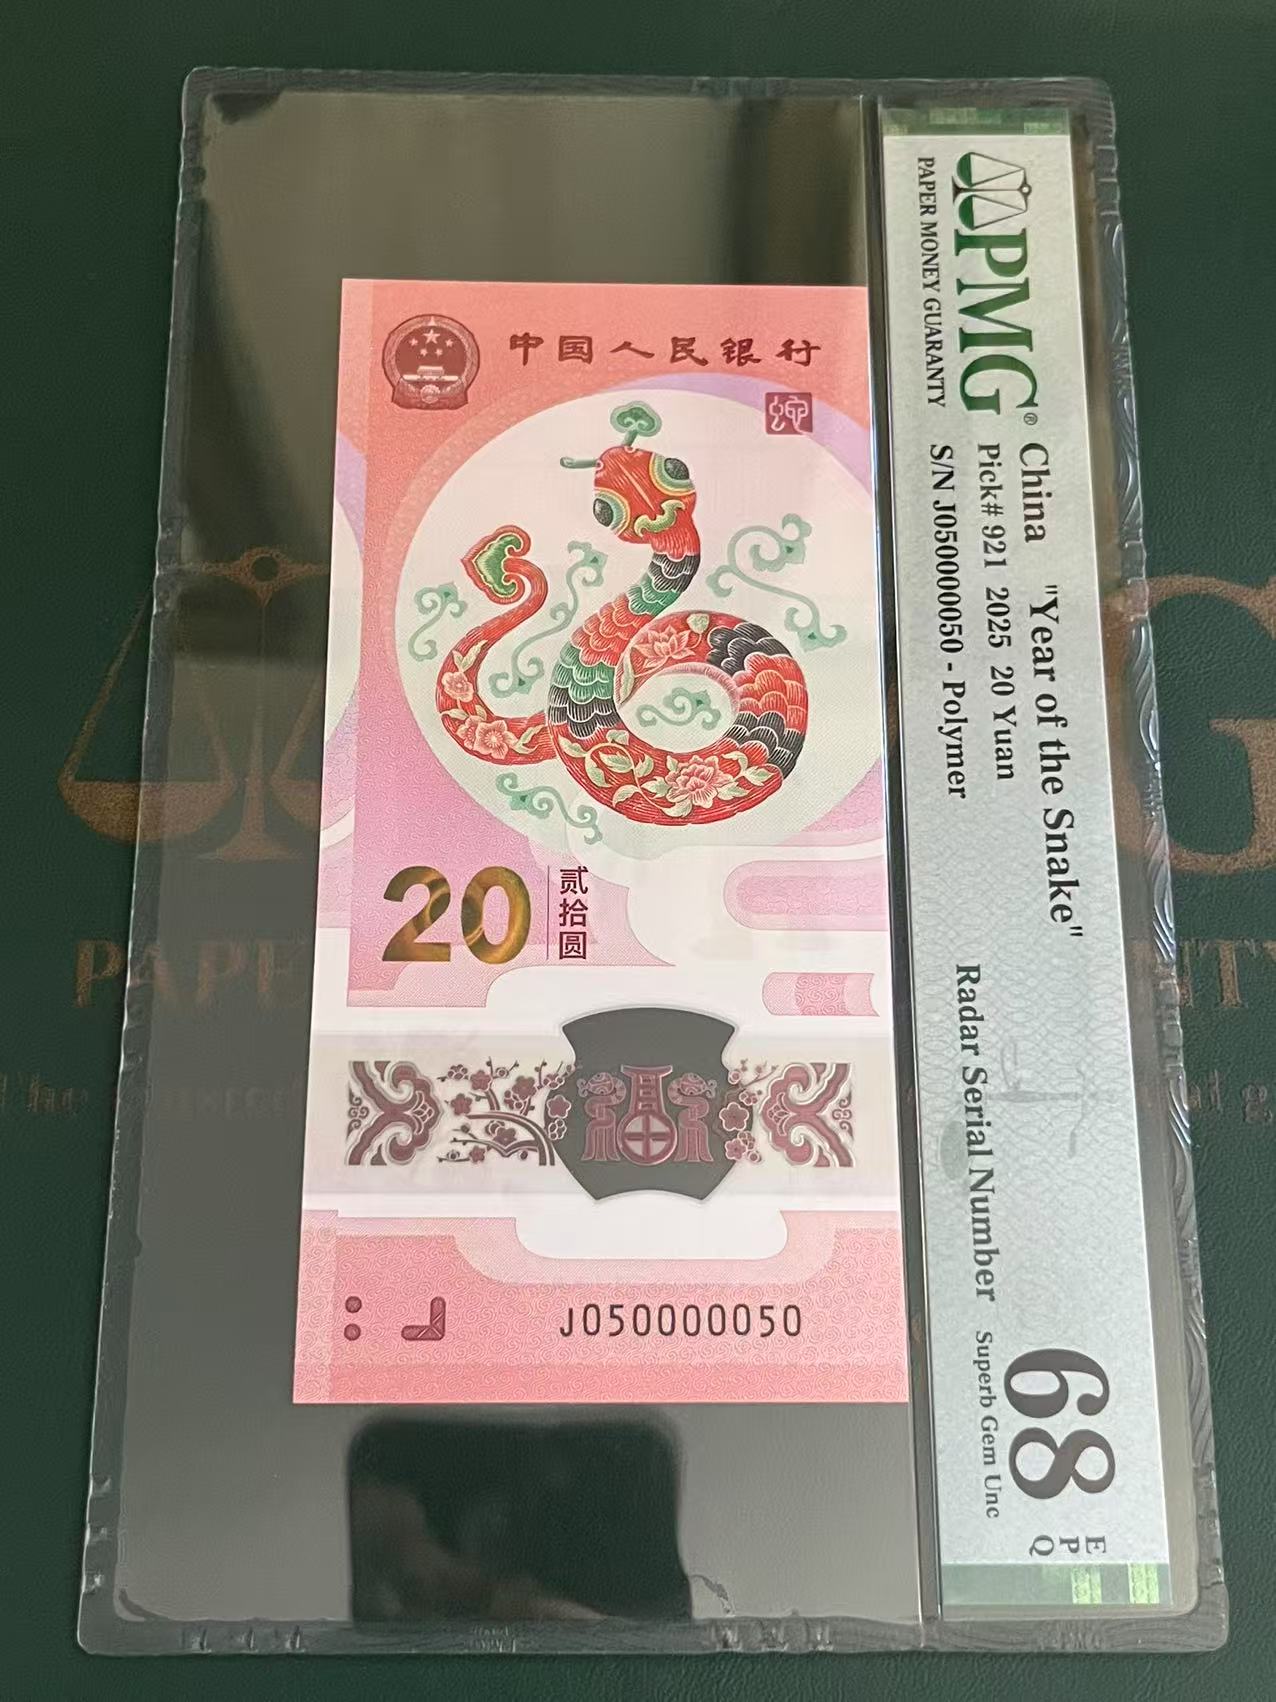 中国人民银行
蛇
20
贰
拾
圆
J050000050
PMG®
PAPER MONEY GUARANTY
China "Year of the Snake"
Pick# 921 2025 20 Yuan
S/N J050000050 - Polymer
Radar Serial Number
68
EPQ
Superb Gem Unc